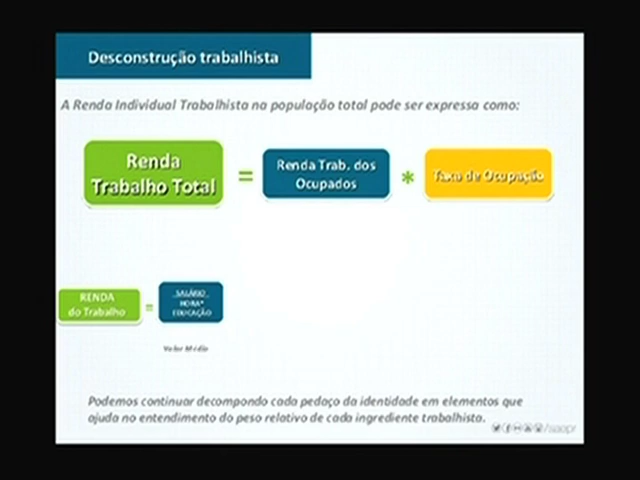 Desconstrução trabalhista
A Renda Individual Trabalhista na população total pode ser expressa como:
Renda
Trabalho Total
=
Renda Trab. dos
Ocupados
*
Taxa de Ocupação
RENDA
do Trabalho
=
SALÁRIO
HORA*
EDUCAÇÃO
Valor Médio
Podemos continuar decompondo cada pedaço da identidade em elementos que
ajuda no entendimento do peso relativo de cada ingrediente trabalhista.
/saepr